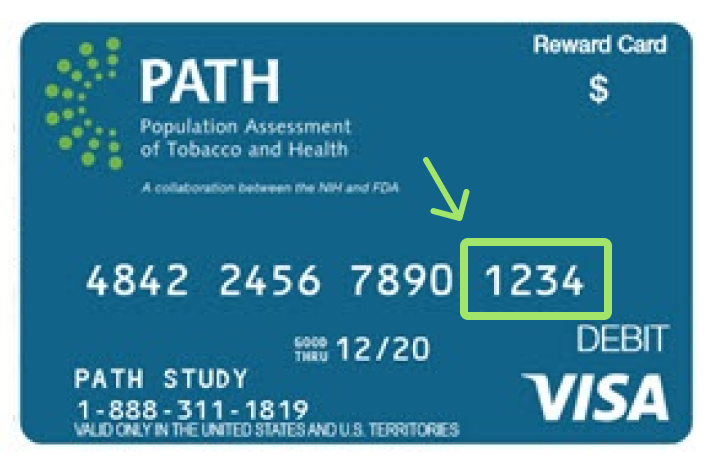 Reward Card
$
PATH
Population Assessment
of Tobacco and Health
A collaboration between the NIH and FDA
4842 2456 7890 1234
GOOD
THRU 12/20
DEBIT
PATH STUDY
1-888-311-1819
VISA
VALID ONLY IN THE UNITED STATES AND U.S. TERRITORIES